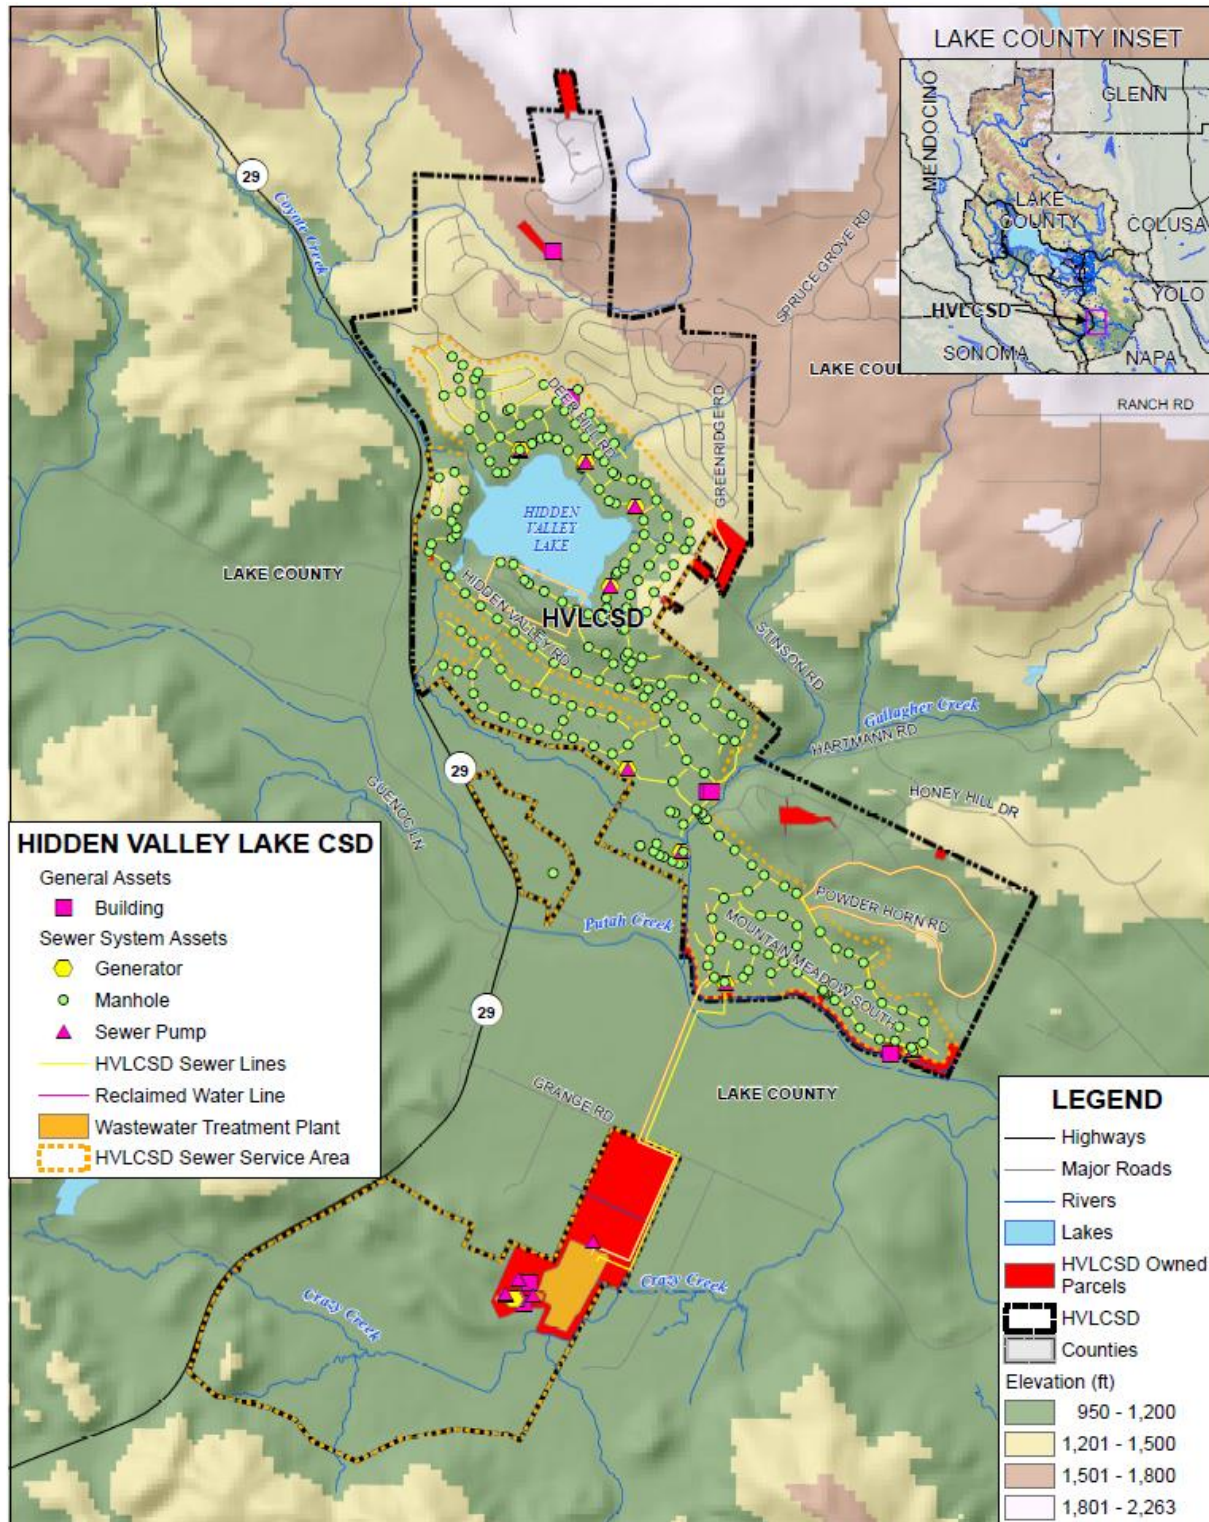 LAKE COUNTY INSET
MENDOCINO
GLENN
LAKE
COUNTY
COLUSA
YOLO
HVLCSD
SONOMA
NAPA
29
Coyote Creek
SPRUCE GROVE RD
LAKE COU
RANCH RD
DEER HILL RD
GREENRIDGE RD
HIDDEN
VALLEY
LAKE
LAKE COUNTY
HIDDEN VALLEY RD
HVLCSD
STINSON RD
Gallagher Creek
HARTMANN RD
29
GUENOC LN
HONEY HILL DR
POWDER HORN RD
Putah Creek
MOUNTAIN MEADOW SOUTH
29
GRANGE RD
LAKE COUNTY
Crazy Creek
Crazy Creek
HIDDEN VALLEY LAKE CSD
General Assets
Building
Sewer System Assets
Generator
Manhole
Sewer Pump
HVLCSD Sewer Lines
Reclaimed Water Line
Wastewater Treatment Plant
HVLCSD Sewer Service Area
LEGEND
Highways
Major Roads
Rivers
Lakes
HVLCSD Owned
Parcels
HVLCSD
Counties
Elevation (ft)
950 - 1,200
1,201 - 1,500
1,501 - 1,800
1,801 - 2,263